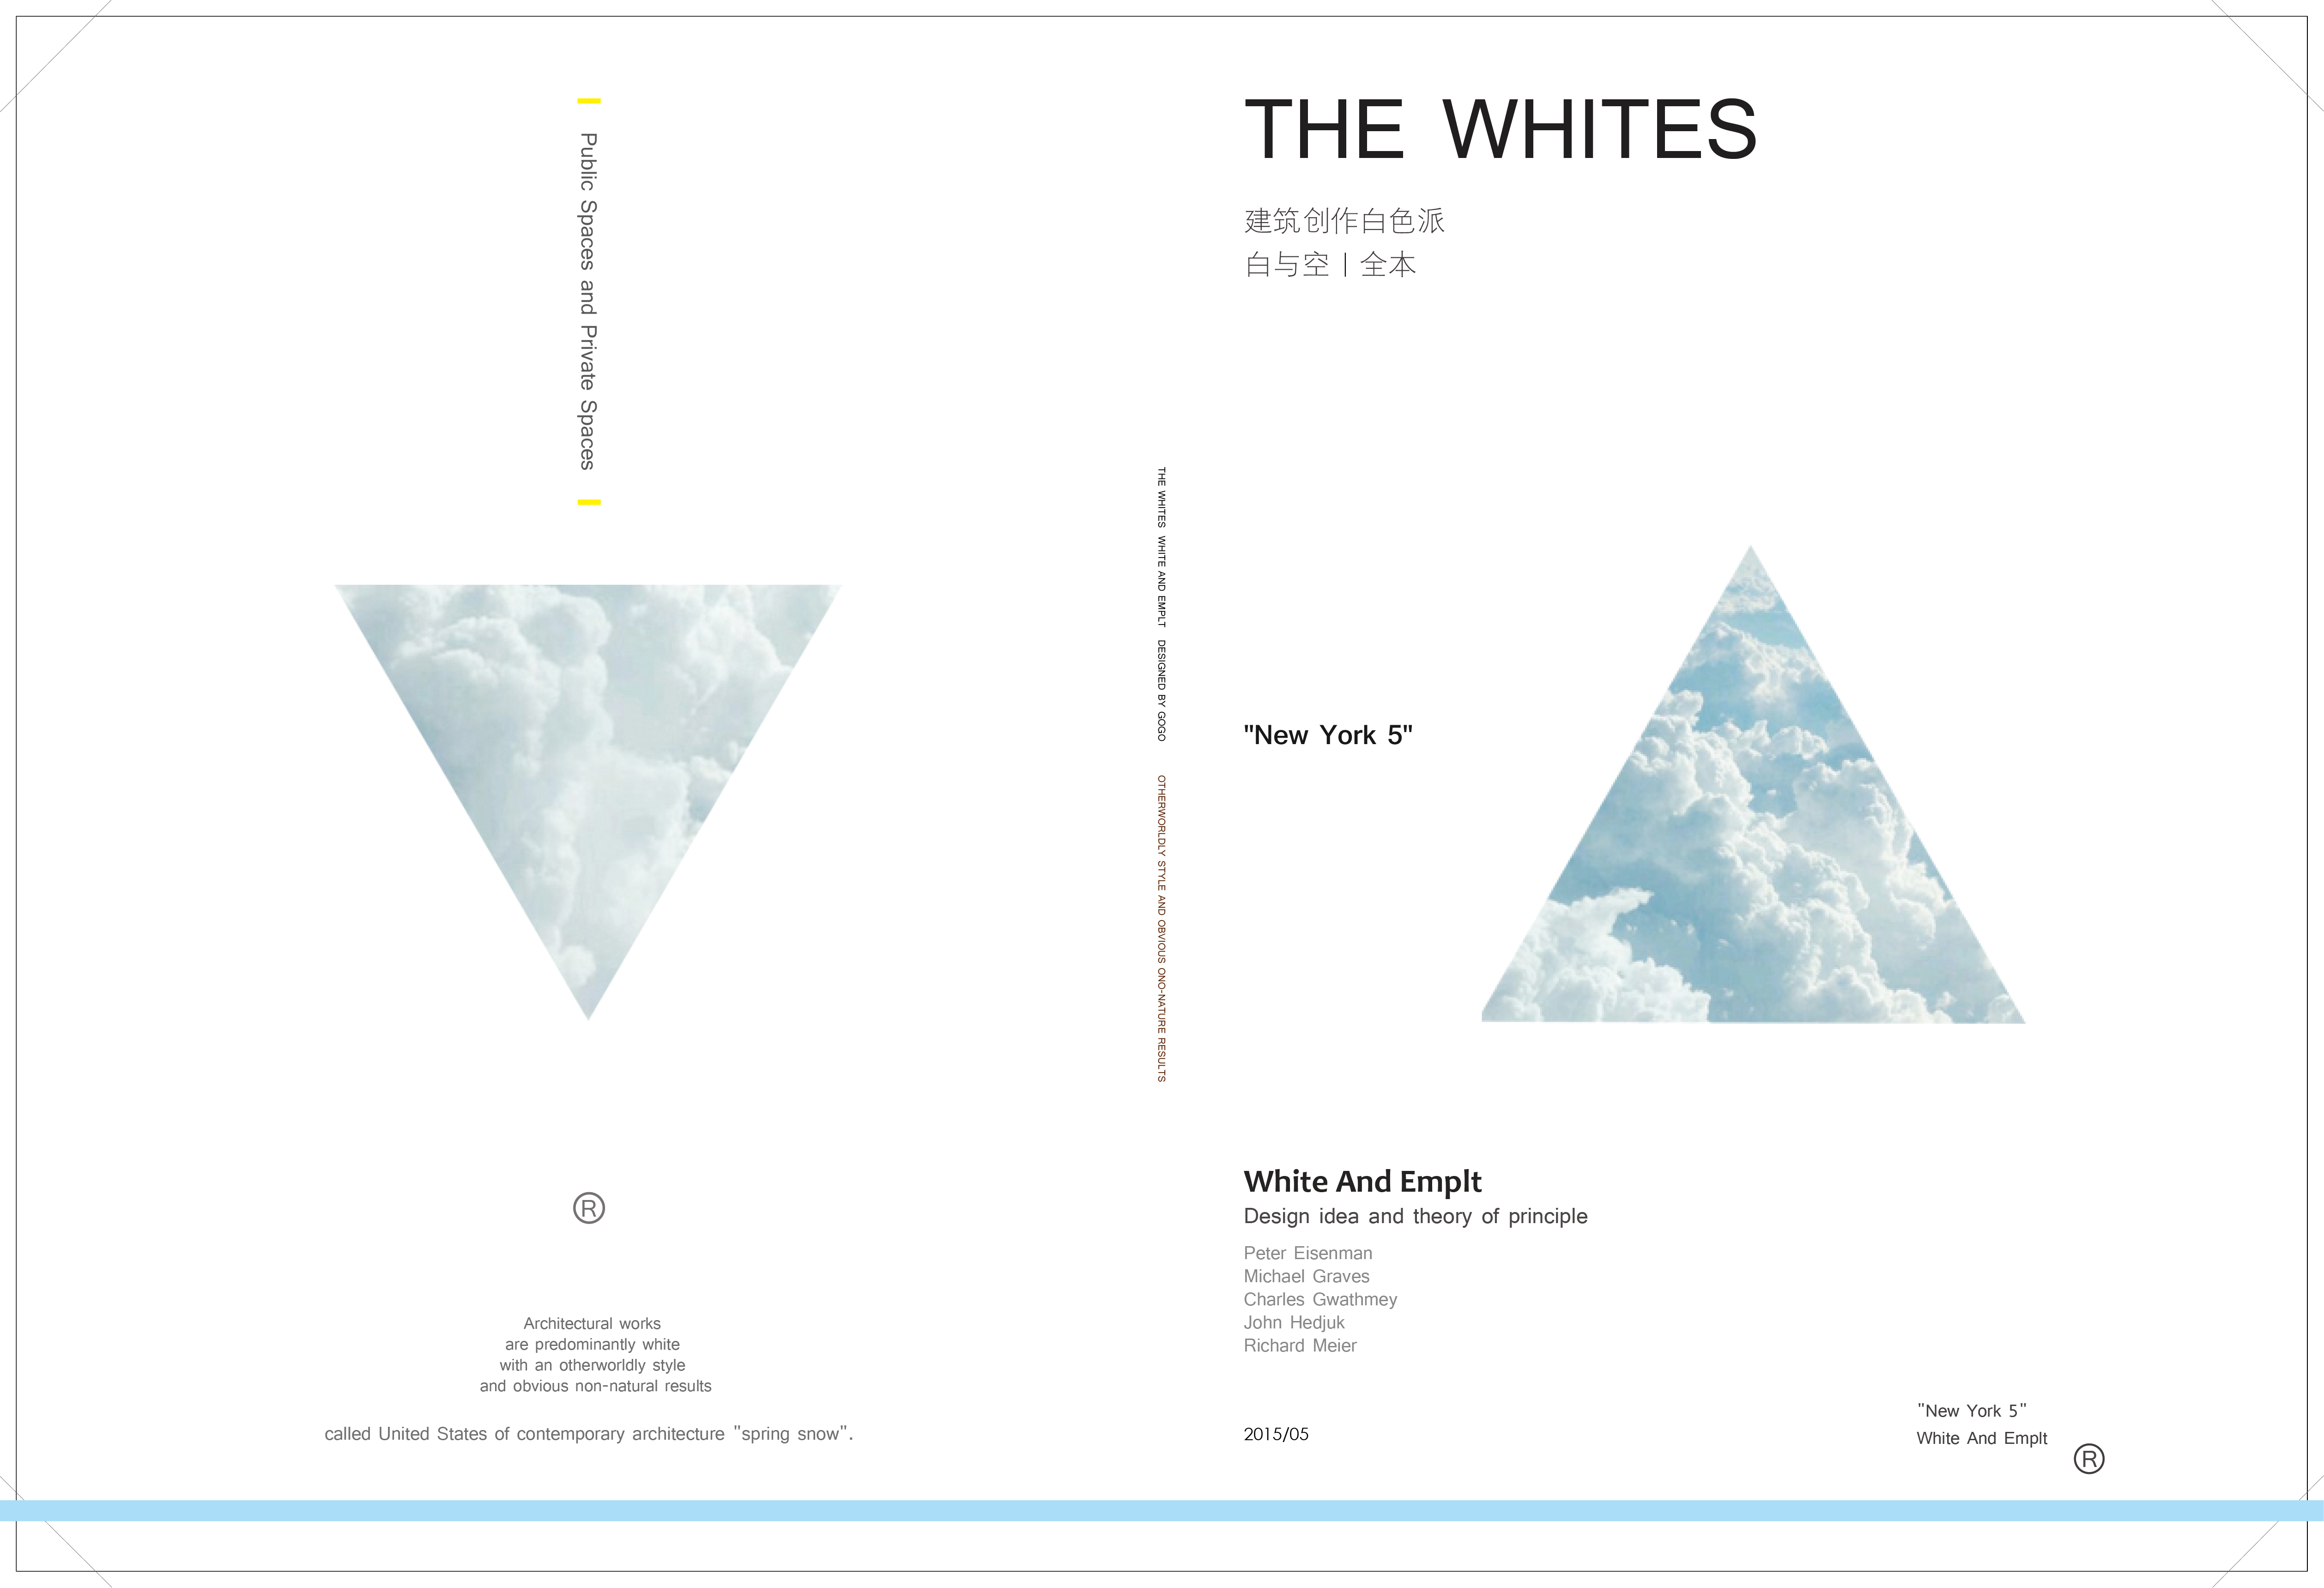 Public Spaces and Private Spaces
®
Architectural works
are predominantly white
with an otherworldly style
and obvious non-natural results
called United States of contemporary architecture "spring snow".
THE WHITES WHITE AND EMPLT DESIGNED BY GOGO OTHERWORLDLY STYLE AND OBVIOUS ONO-NATURE RESULTS
THE WHITES
建筑创作白色派
白与空 | 全本
"New York 5"
White And Emplt
Design idea and theory of principle
Peter Eisenman
Michael Graves
Charles Gwathmey
John Hedjuk
Richard Meier
2015/05
"New York 5"
White And Emplt
®